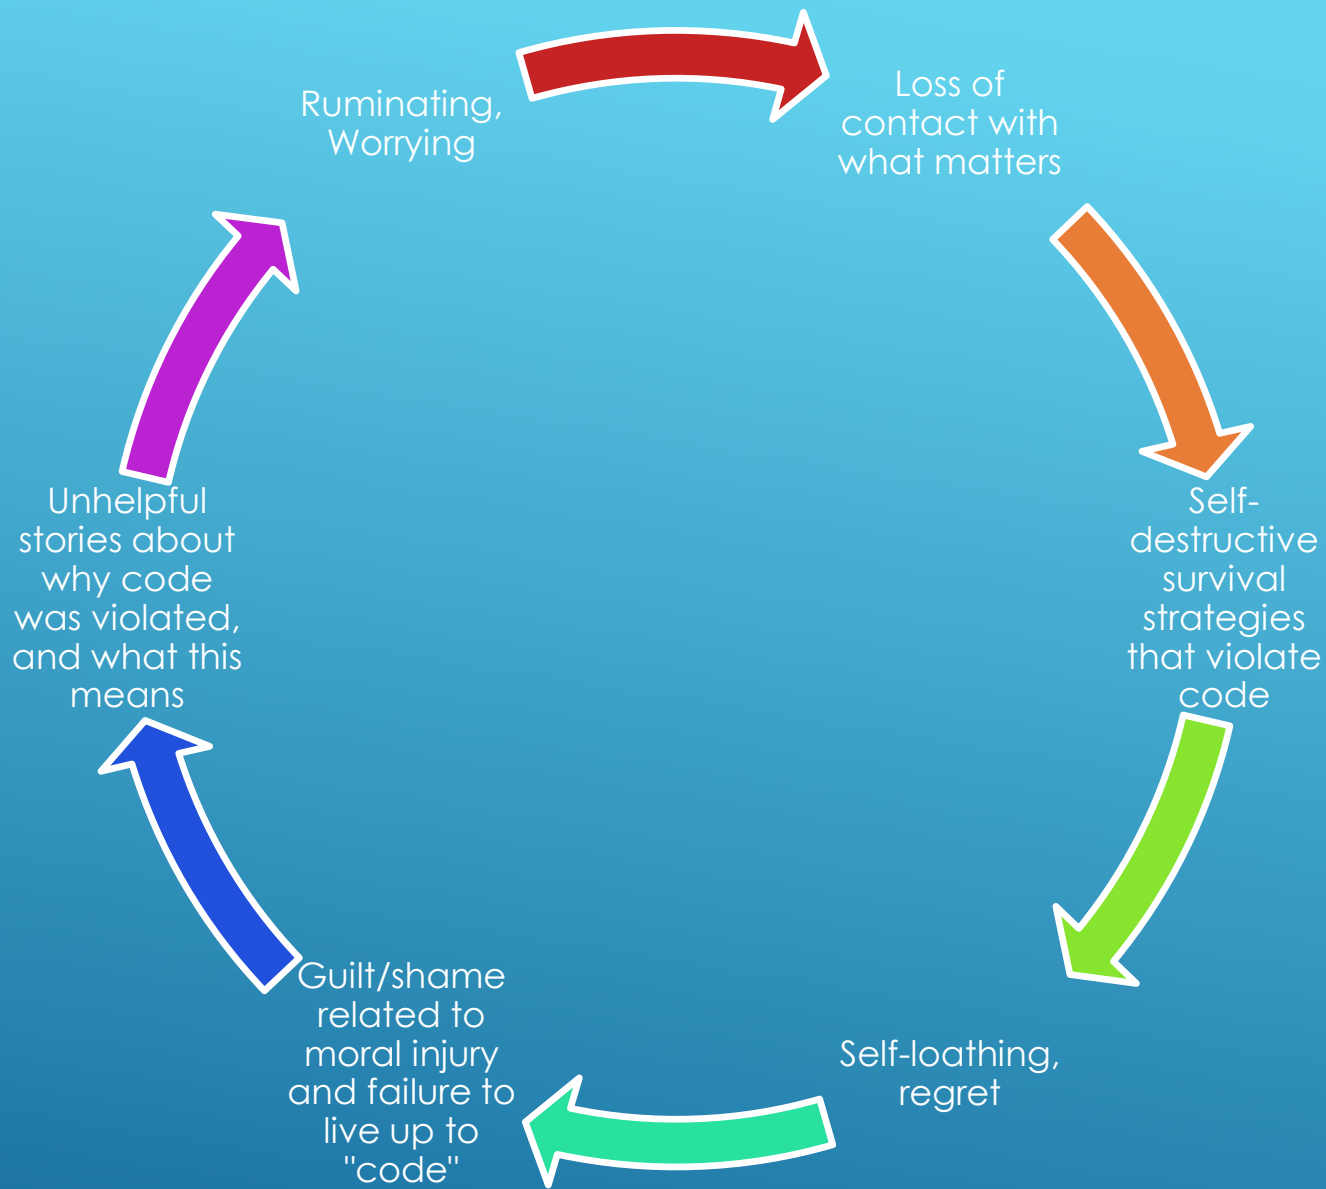 Ruminating,
Worrying
Loss of
contact with
what matters
Self-
destructive
survival
strategies
that violate
code
Self-loathing,
regret
Guilt/shame
related to
moral injury
and failure to
live up to
"code"
Unhelpful
stories about
why code
was violated,
and what this
means